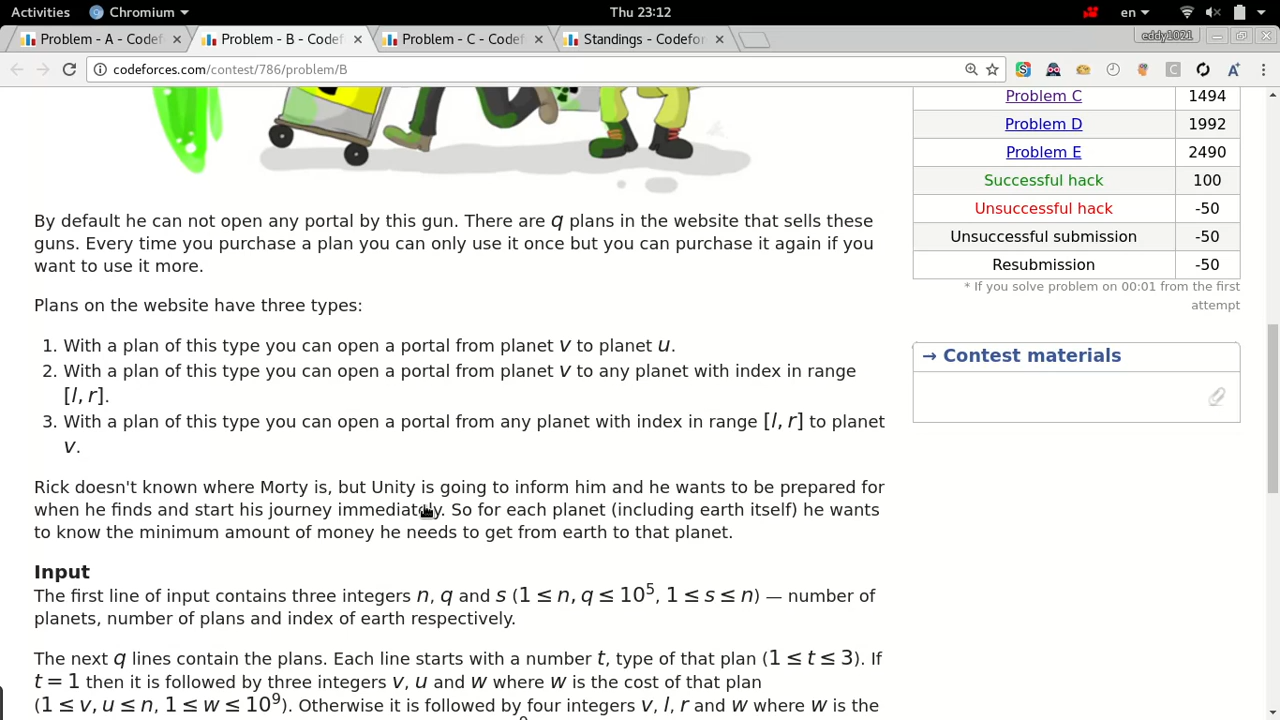 Activities Chromium Thu 23:12 en
Problem - A - Codef Problem - B - Codef Problem - C - Codef Standings - Codefor eddy1021
codeforces.com/contest/786/problem/B
Problem C 1494
Problem D 1992
Problem E 2490
Successful hack 100
Unsuccessful hack -50
Unsuccessful submission -50
Resubmission -50
* If you solve problem on 00:01 from the first
attempt
→ Contest materials
By default he can not open any portal by this gun. There are q plans in the website that sells these
guns. Every time you purchase a plan you can only use it once but you can purchase it again if you
want to use it more.
Plans on the website have three types:
1. With a plan of this type you can open a portal from planet v to planet u.
2. With a plan of this type you can open a portal from planet v to any planet with index in range
[l, r].
3. With a plan of this type you can open a portal from any planet with index in range [l, r] to planet
v.
Rick doesn't known where Morty is, but Unity is going to inform him and he wants to be prepared for
when he finds and start his journey immediately. So for each planet (including earth itself) he wants
to know the minimum amount of money he needs to get from earth to that planet.
Input
The first line of input contains three integers n, q and s (1 ≤ n, q ≤ 10⁵, 1 ≤ s ≤ n) — number of
planets, number of plans and index of earth respectively.
The next q lines contain the plans. Each line starts with a number t, type of that plan (1 ≤ t ≤ 3). If
t = 1 then it is followed by three integers v, u and w where w is the cost of that plan
(1 ≤ v, u ≤ n, 1 ≤ w ≤ 10⁹). Otherwise it is followed by four integers v, l, r and w where w is the